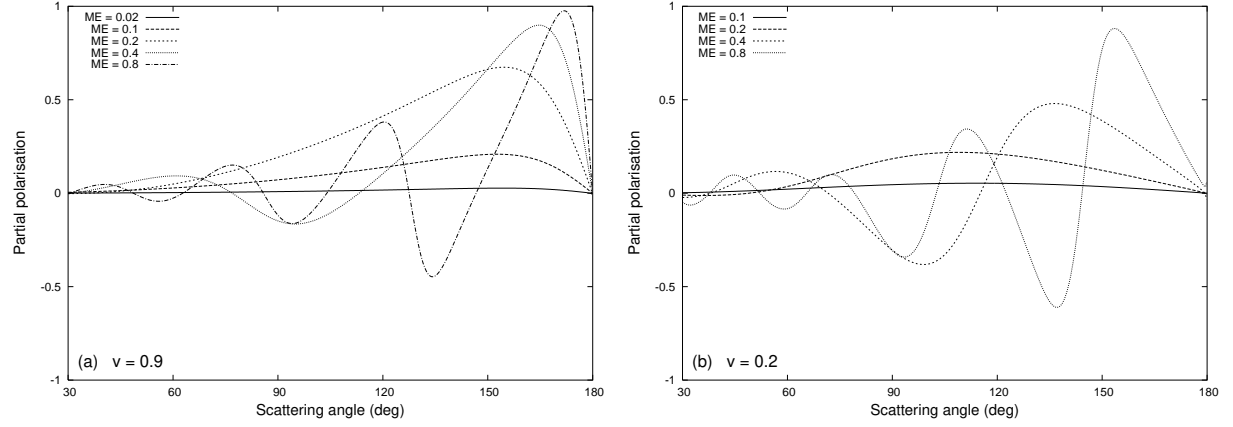 ME = 0.02
ME = 0.1
ME = 0.2
ME = 0.4
ME = 0.8
1
0.5
0
-0.5
-1
Partial polarisation
(a) v = 0.9
30 60 90 120 150 180
Scattering angle (deg)
ME = 0.1
ME = 0.2
ME = 0.4
ME = 0.8
1
0.5
0
-0.5
-1
Partial polarisation
(b) v = 0.2
30 60 90 120 150 180
Scattering angle (deg)